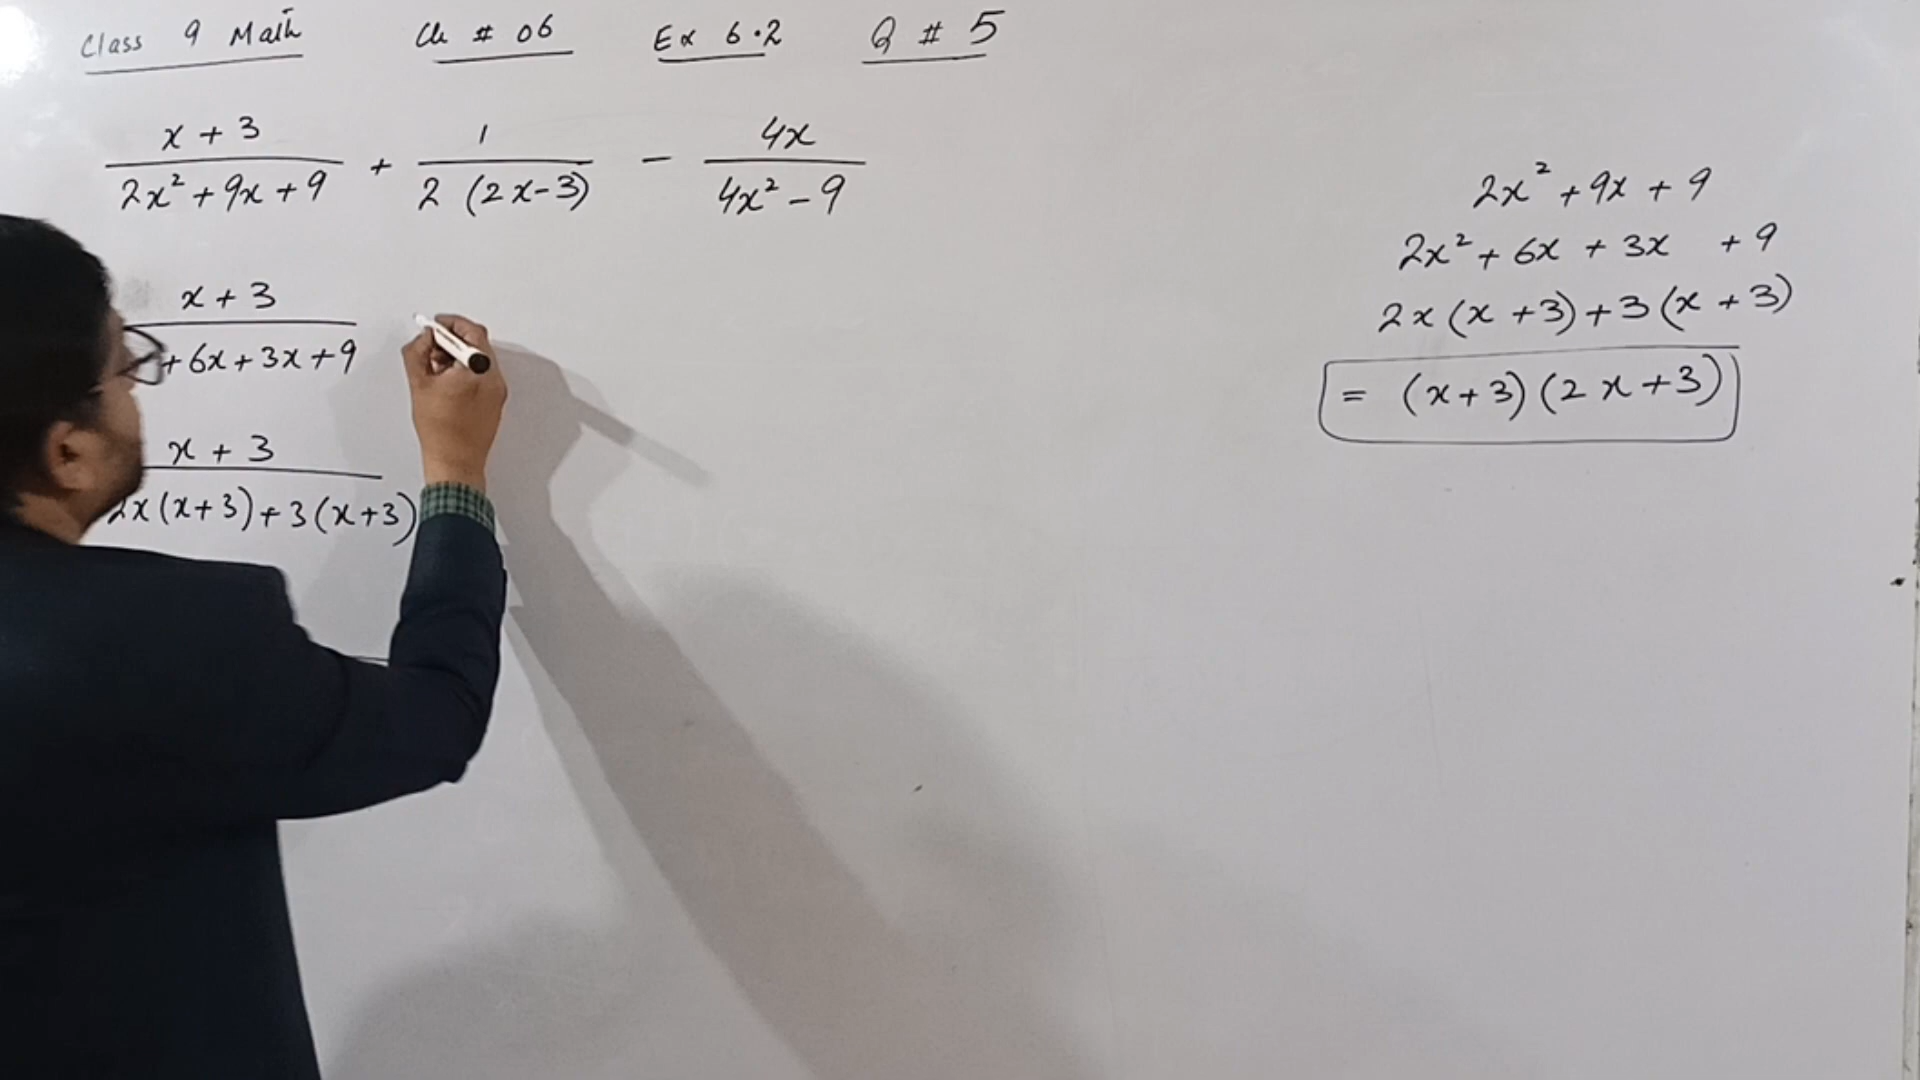 Class 9 Math Ch # 06 Ex 6.2 Q # 5
x + 3 1 4x
2x² + 9x + 9 + 2 (2x-3) - 4x² - 9
x + 3
+ 6x + 3x + 9
x + 3
2x (x+3) + 3 (x+3)
2x² + 9x + 9
2x² + 6x + 3x + 9
2x (x +3) + 3 (x + 3)
= (x+3) (2x+3)